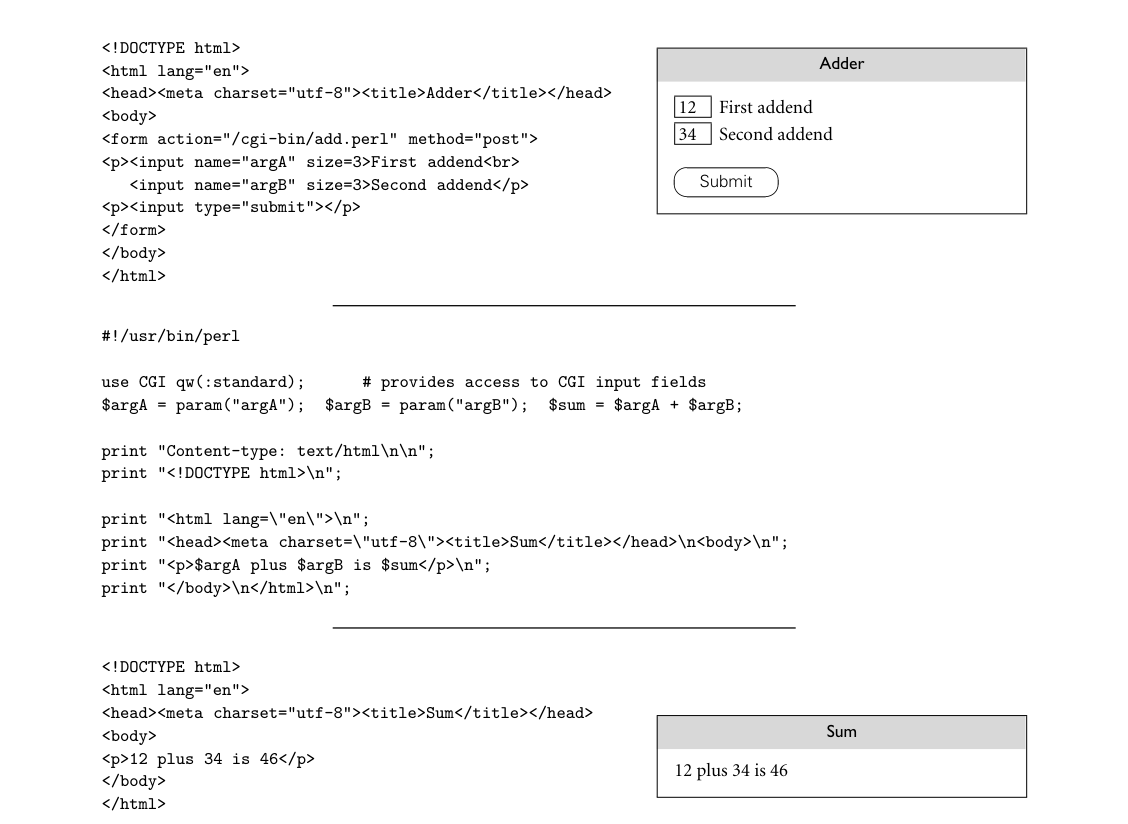 <!DOCTYPE html>
<html lang="en">
<head><meta charset="utf-8"><title>Adder</title></head>
<body>
<form action="/cgi-bin/add.perl" method="post">
<p><input name="argA" size=3>First addend<br>
   <input name="argB" size=3>Second addend</p>
<p><input type="submit"></p>
</form>
</body>
</html>
Adder
12 First addend
34 Second addend
Submit
#!/usr/bin/perl
use CGI qw(:standard);      # provides access to CGI input fields
$argA = param("argA");  $argB = param("argB");  $sum = $argA + $argB;
print "Content-type: text/html\n\n";
print "<!DOCTYPE html>\n";
print "<html lang=\"en\">\n";
print "<head><meta charset=\"utf-8\"><title>Sum</title></head>\n<body>\n";
print "<p>$argA plus $argB is $sum</p>\n";
print "</body>\n</html>\n";
<!DOCTYPE html>
<html lang="en">
<head><meta charset="utf-8"><title>Sum</title></head>
<body>
<p>12 plus 34 is 46</p>
</body>
</html>
Sum
12 plus 34 is 46